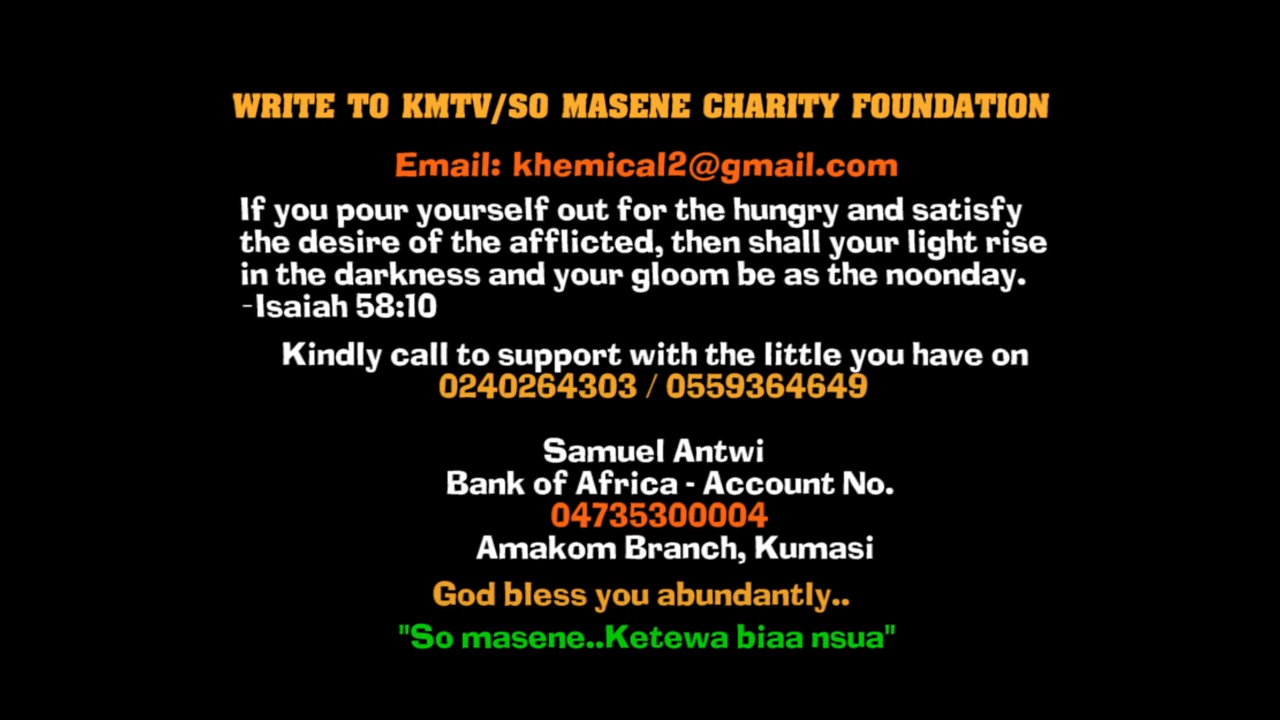 WRITE TO KMTV/SO MASENE CHARITY FOUNDATION
Email: khemical2@gmail.com
If you pour yourself out for the hungry and satisfy
the desire of the afflicted, then shall your light rise
in the darkness and your gloom be as the noonday.
-Isaiah 58:10
Kindly call to support with the little you have on
0240264303 / 0559364649
Samuel Antwi
Bank of Africa - Account No.
04735300004
Amakom Branch, Kumasi
God bless you abundantly..
"So masene..Ketewa biaa nsua"